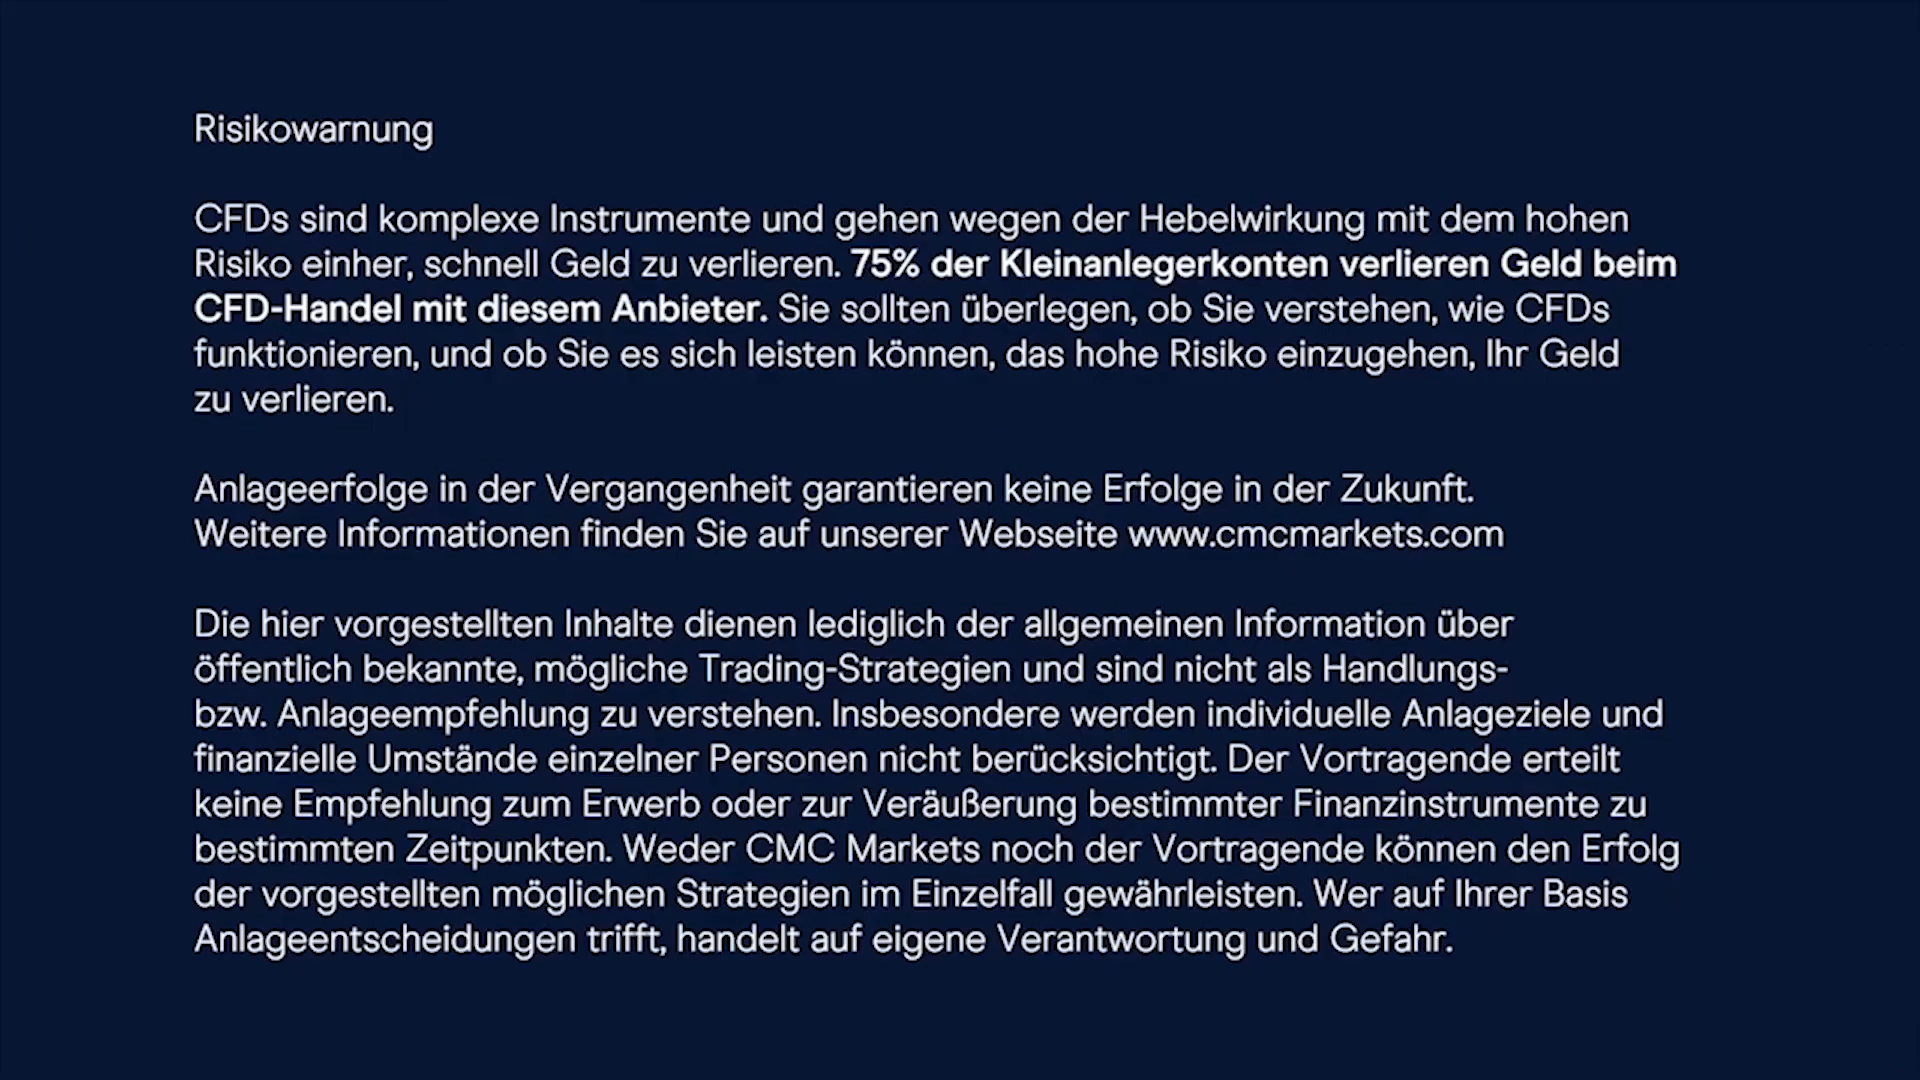 Risikowarnung
CFDs sind komplexe Instrumente und gehen wegen der Hebelwirkung mit dem hohen
Risiko einher, schnell Geld zu verlieren. 75% der Kleinanlegerkonten verlieren Geld beim
CFD-Handel mit diesem Anbieter. Sie sollten überlegen, ob Sie verstehen, wie CFDs
funktionieren, und ob Sie es sich leisten können, das hohe Risiko einzugehen, Ihr Geld
zu verlieren.
Anlageerfolge in der Vergangenheit garantieren keine Erfolge in der Zukunft.
Weitere Informationen finden Sie auf unserer Webseite www.cmcmarkets.com
Die hier vorgestellten Inhalte dienen lediglich der allgemeinen Information über
öffentlich bekannte, mögliche Trading-Strategien und sind nicht als Handlungs-
bzw. Anlageempfehlung zu verstehen. Insbesondere werden individuelle Anlageziele und
finanzielle Umstände einzelner Personen nicht berücksichtigt. Der Vortragende erteilt
keine Empfehlung zum Erwerb oder zur Veräußerung bestimmter Finanzinstrumente zu
bestimmten Zeitpunkten. Weder CMC Markets noch der Vortragende können den Erfolg
der vorgestellten möglichen Strategien im Einzelfall gewährleisten. Wer auf Ihrer Basis
Anlageentscheidungen trifft, handelt auf eigene Verantwortung und Gefahr.